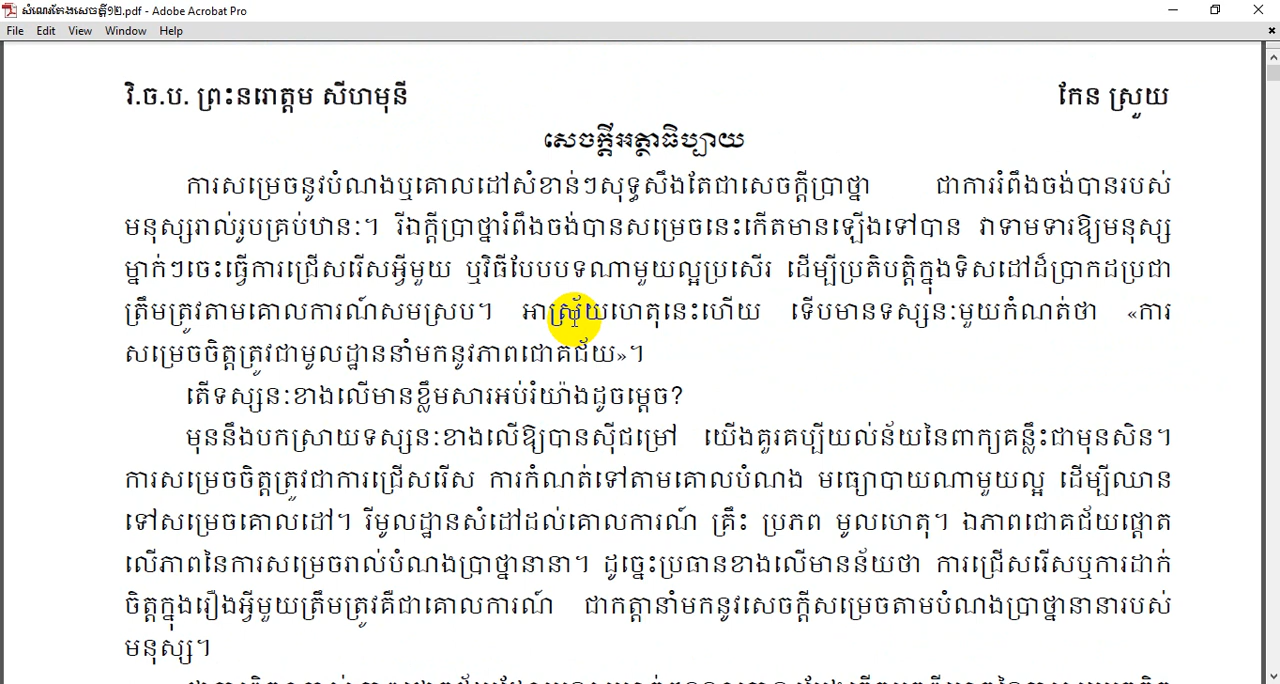 សំណេរតែងសេចក្តី១២.pdf - Adobe Acrobat Pro
File Edit View Window Help
វិ.ច.ប. ព្រះនរោត្តម សីហមុនី កែន ស្រួយ
សេចក្តីអត្ថាធិប្បាយ
ការសម្រេចនូវបំណងឬគោលដៅសំខាន់ៗសុទ្ធសឹងតែជាសេចក្តីប្រាថ្នា ជាការរំពឹងចង់បានរបស់
មនុស្សរាល់រូបគ្រប់ឋានៈ។ រីឯក្តីប្រាថ្នារំពឹងចង់បានសម្រេចនេះកើតមានឡើងទៅបាន វាទាមទារឱ្យមនុស្ស
ម្នាក់ៗចេះធ្វើការជ្រើសរើសអ្វីមួយ ឬវិធីបែបបទណាមួយល្អប្រសើរ ដើម្បីប្រតិបត្តិក្នុងទិសដៅដ៏ប្រាកដប្រជា
ត្រឹមត្រូវតាមគោលការណ៍សមស្រប។ អាស្រ័យហេតុនេះហើយ ទើបមានទស្សនៈមួយកំណត់ថា «ការ
សម្រេចចិត្តត្រូវជាមូលដ្ឋាននាំមកនូវភាពជោគជ័យ»។
តើទស្សនៈខាងលើមានខ្លឹមសារអប់រំយ៉ាងដូចម្តេច?
មុននឹងបកស្រាយទស្សនៈខាងលើឱ្យបានស៊ីជម្រៅ យើងគួរគប្បីយល់ន័យនៃពាក្យគន្លឹះជាមុនសិន។
ការសម្រេចចិត្តត្រូវជាការជ្រើសរើស ការកំណត់ទៅតាមគោលបំណង មធ្យោបាយណាមួយល្អ ដើម្បីឈាន
ទៅសម្រេចគោលដៅ។ រីមូលដ្ឋានសំដៅដល់គោលការណ៍ គ្រឹះ ប្រភព មូលហេតុ។ ឯភាពជោគជ័យផ្តោត
លើភាពនៃការសម្រេចរាល់បំណងប្រាថ្នានានា។ ដូច្នេះប្រធានខាងលើមានន័យថា ការជ្រើសរើសឬការដាក់
ចិត្តក្នុងរឿងអ្វីមួយត្រឹមត្រូវគឺជាគោលការណ៍ ជាកត្តានាំមកនូវសេចក្តីសម្រេចតាមបំណងប្រាថ្នានានារបស់
មនុស្ស។